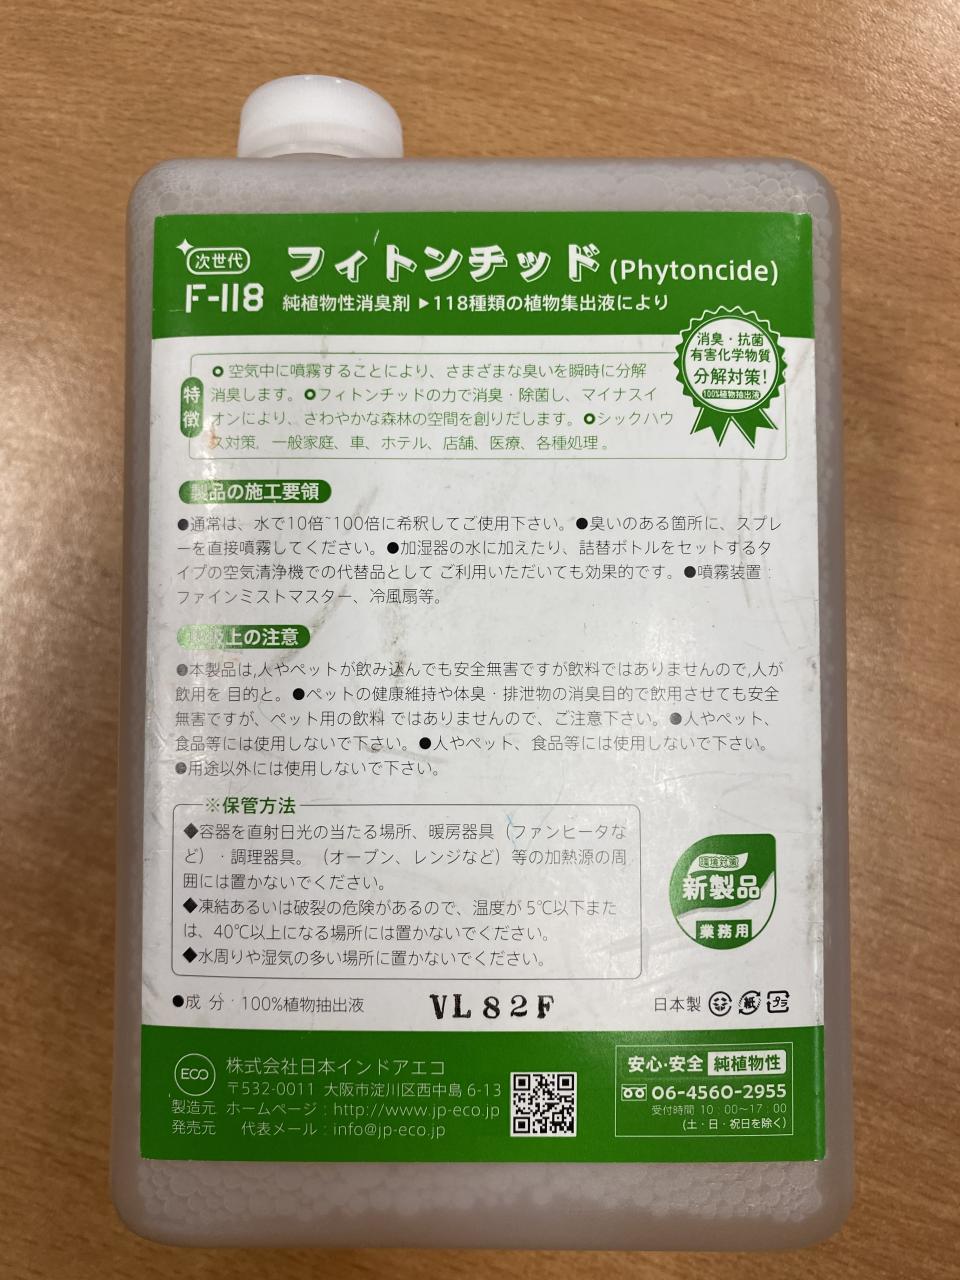 次世代
F-118
フィトンチッド(Phytoncide)
純植物性消臭剤▶118種類の植物集出液により
消臭・抗菌
有害化学物質
分解対策!
100%植物抽出液
特徴
空気中に噴霧することにより、さまざまな臭いを瞬時に分解
消臭します。フィトンチッドの力で消臭・除菌し、マイナスイ
オンにより、さわやかな森林の空間を創りだします。シックハウ
ス対策、一般家庭、車、ホテル、店舗、医療、各種処理。
製品の施工要領
●通常は、水で10倍~100倍に希釈してご使用下さい。●臭いのある箇所に、スプレ
ーを直接噴霧してください。●加湿器の水に加えたり、詰替ボトルをセットするタ
イプの空気清浄機での代替品として ご利用いただいても効果的です。●噴霧装置:
ファインミストマスター、冷風扇等。
上の注意
●本製品は,人やペットが飲み込んでも安全無害ですが飲料ではありませんので,人が
飲用を 目的と。●ペットの健康維持や体臭・排泄物の消臭目的で飲用させても安全
無害ですが、ペット用の飲料 ではありませんので、ご注意下さい。●人やペット、
食品等には使用しないで下さい。●人やペット、食品等には使用しないで下さい。
●用途以外には使用しないで下さい。
※保管方法
◆容器を直射日光の当たる場所、暖房器具(ファンヒータな
ど)・調理器具。(オーブン、レンジなど)等の加熱源の周
囲には置かないでください。
◆凍結あるいは破裂の危険があるので、温度が 5℃以下また
は、40℃以上になる場所には置かないでください。
◆水周りや湿気の多い場所に置かないでください。
環境対策
新製品
業務用
●成 分：100%植物抽出液
VL82F
日本製
紙
プラ
ECO
製造元
発売元
株式会社日本インドアエコ
〒532-0011 大阪市淀川区西中島 6-13
ホームページ：http://www.jp-eco.jp
代表メール：info@jp-eco.jp
安心・安全 純植物性
06-4560-2955
受付時間 10：00〜17：00
(土・日・祝日を除く)